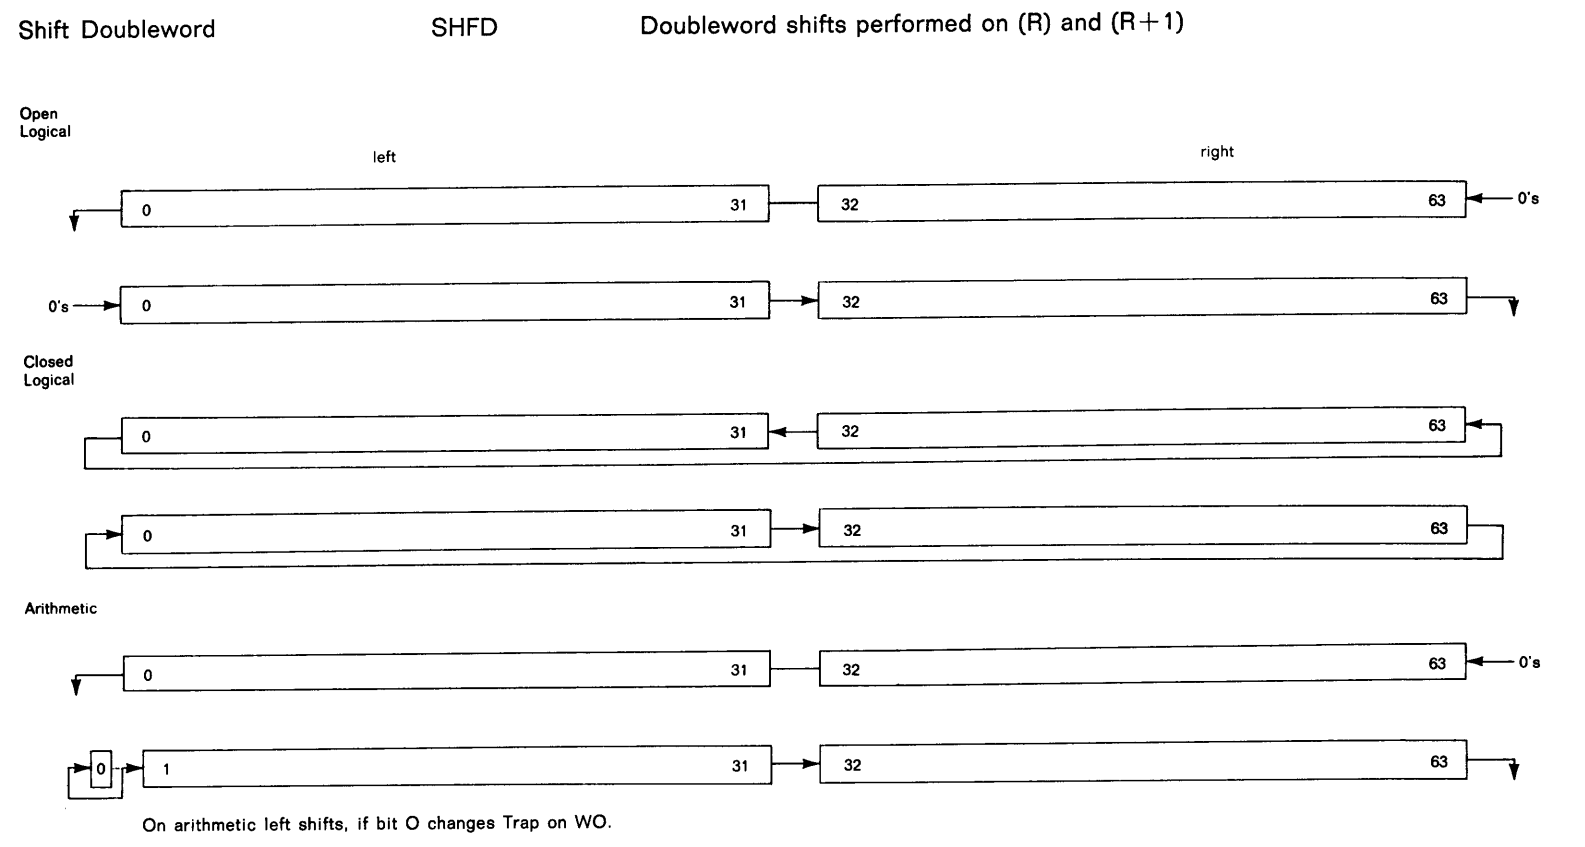 Shift Doubleword SHFD Doubleword shifts performed on (R) and (R+1)
Open
Logical
left right
0 31 32 63 0's
0's 0 31 32 63
Closed
Logical
0 31 32 63
0 31 32 63
Arithmetic
0 31 32 63 0's
0 1 31 32 63
On arithmetic left shifts, if bit O changes Trap on WO.